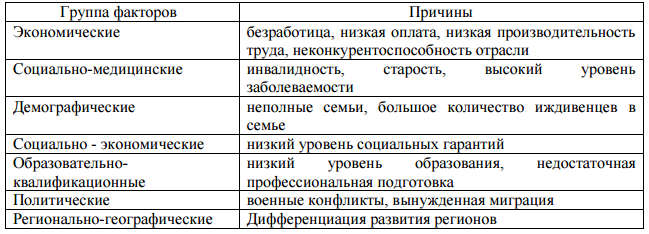 Группа факторов Причины
Экономические безработица, низкая оплата, низкая производительность
труда, неконкурентоспособность отрасли
Социально-медицинские инвалидность, старость, высокий уровень
заболеваемости
Демографические неполные семьи, большое количество иждивенцев в
семье
Социально - экономические низкий уровень социальных гарантий
Образовательно- низкий уровень образования, недостаточная
квалификационные профессиональная подготовка
Политические военные конфликты, вынужденная миграция
Регионально-географические Дифференциация развития регионов